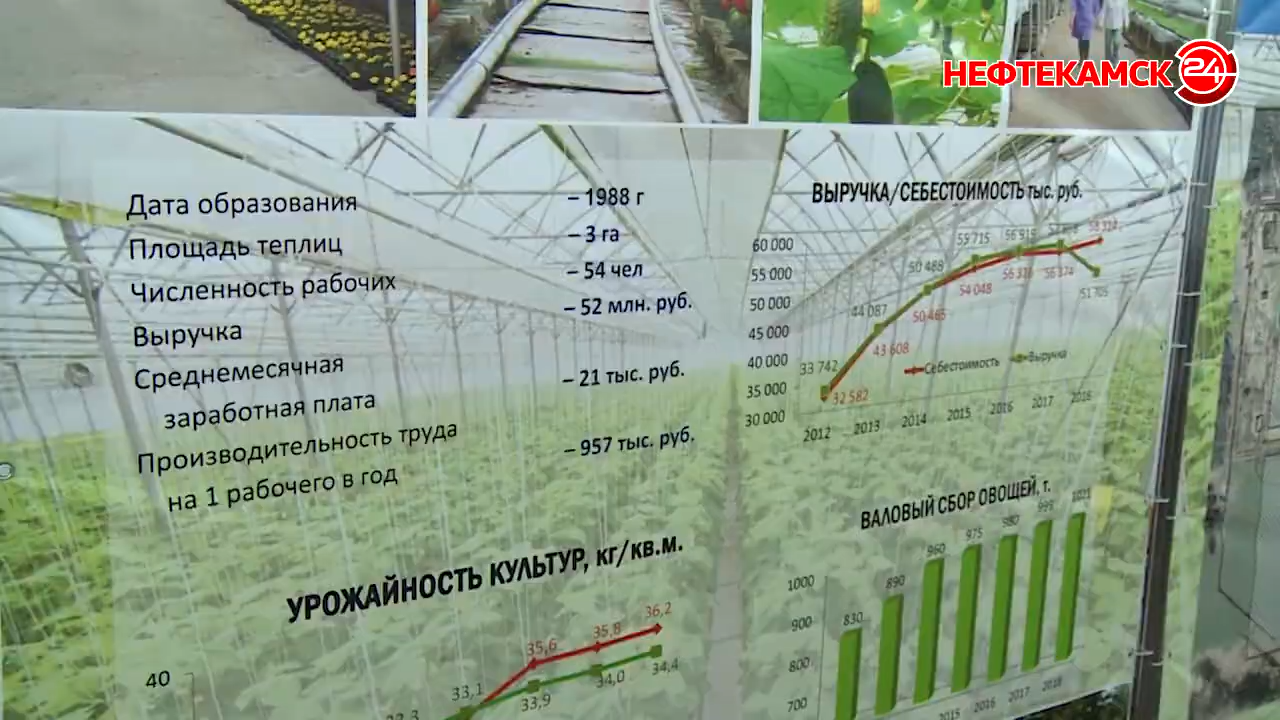 НЕФТЕКАМСК 24
Дата образования – 1988 г
Площадь теплиц – 3 га
Численность рабочих – 54 чел
Выручка – 52 млн. руб.
Среднемесячная
заработная плата – 21 тыс. руб.
Производительность труда
на 1 рабочего в год – 957 тыс. руб.
ВЫРУЧКА/СЕБЕСТОИМОСТЬ тыс. руб.
60 000
55 000
50 000
45 000
40 000
35 000
30 000
33 742
44 087
50 488
55 715
56 919
51 705
32 582
43 608
50 465
54 048
56 374
Себестоимость
Выручка
2012 2013 2014 2015 2016 2017 2018
УРОЖАЙНОСТЬ КУЛЬТУР, кг/кв.м.
40
33,1
35,6
35,8
36,2
33,9
34,0
34,4
ВАЛОВЫЙ СБОР ОВОЩЕЙ, т.
1000
900
800
700
830
890
960
975
980
995
1021
2015 2016 2017 2018